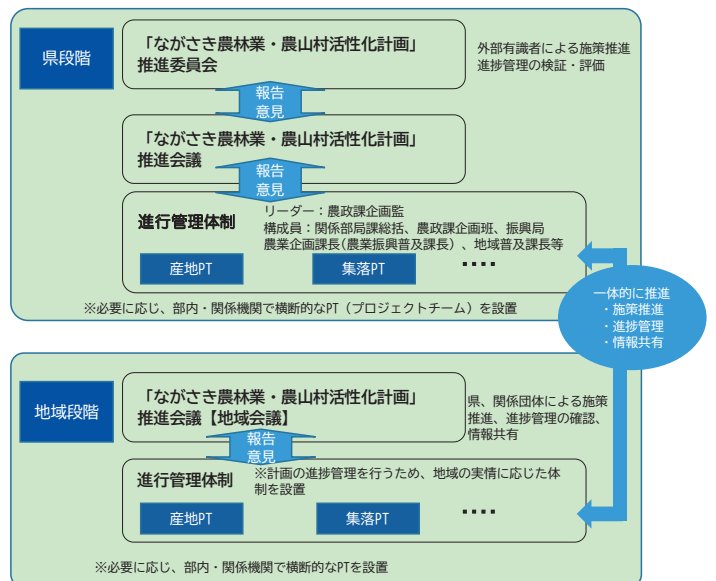 県段階
「ながさき農林業・農山村活性化計画」
推進委員会
外部有識者による施策推進
進捗管理の検証・評価
報告
意見
「ながさき農林業・農山村活性化計画」
推進会議
報告
意見
進行管理体制
リーダー：農政課企画監
構成員：関係部局課総括、農政課企画班、振興局
農業企画課長(農業振興普及課長）、地域普及課長等
産地PT
集落PT
････
※必要に応じ、部内・関係機関で横断的なPT（プロジェクトチーム）を設置
一体的に推進
・施策推進
・進捗管理
・情報共有
地域段階
「ながさき農林業・農山村活性化計画」
推進会議【地域会議】
県、関係団体による施策
推進、進捗管理の確認、
情報共有
報告
意見
進行管理体制
※計画の進捗管理を行うため、地域の実情に応じた体
制を設置
産地PT
集落PT
････
※必要に応じ、部内・関係機関で横断的なPTを設置